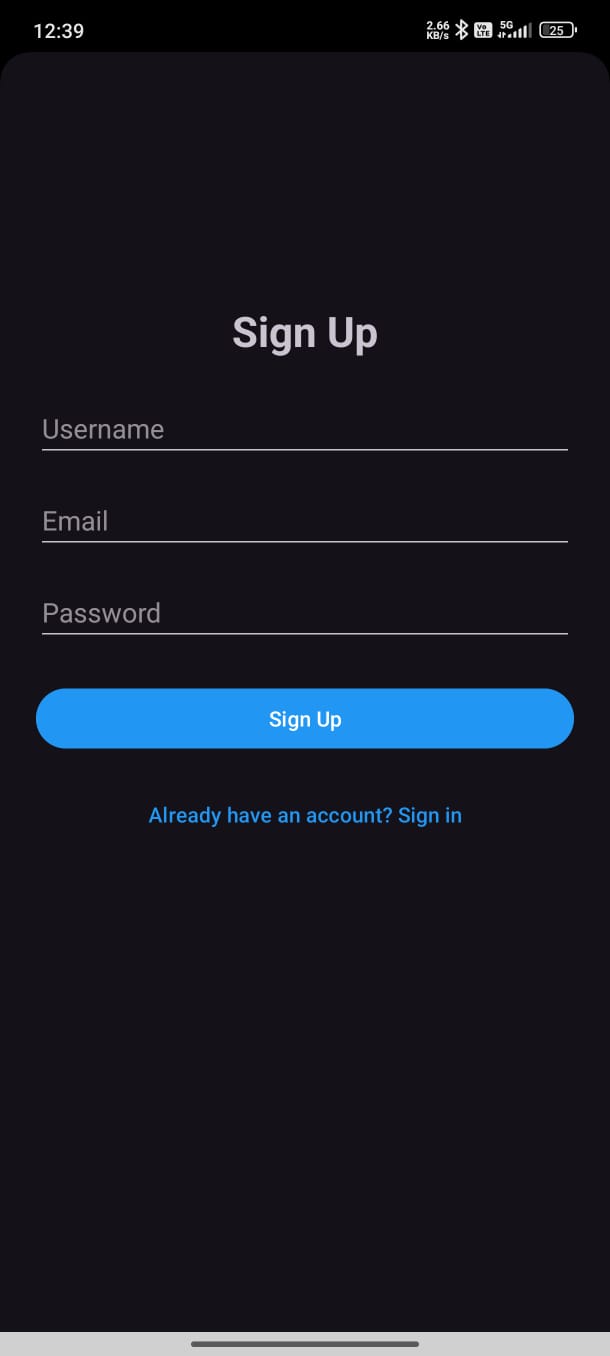 12:39
2.66
KB/s
Vo
LTE
5G
25
Sign Up
Username
Email
Password
Sign Up
Already have an account? Sign in